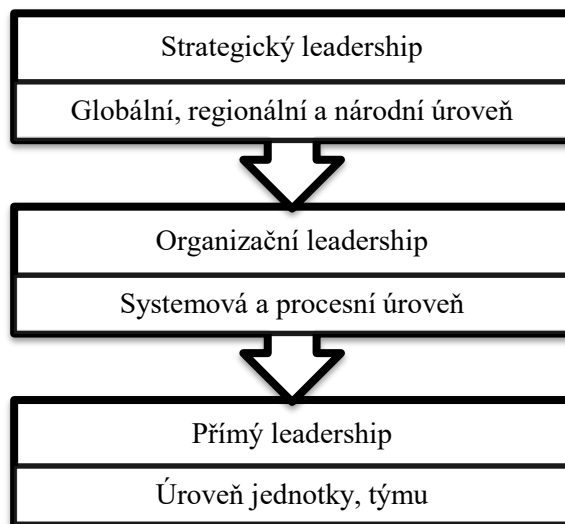 Strategický leadership
Globální, regionální a národní úroveň
Organizační leadership
Systemová a procesní úroveň
Přímý leadership
Úroveň jednotky, týmu